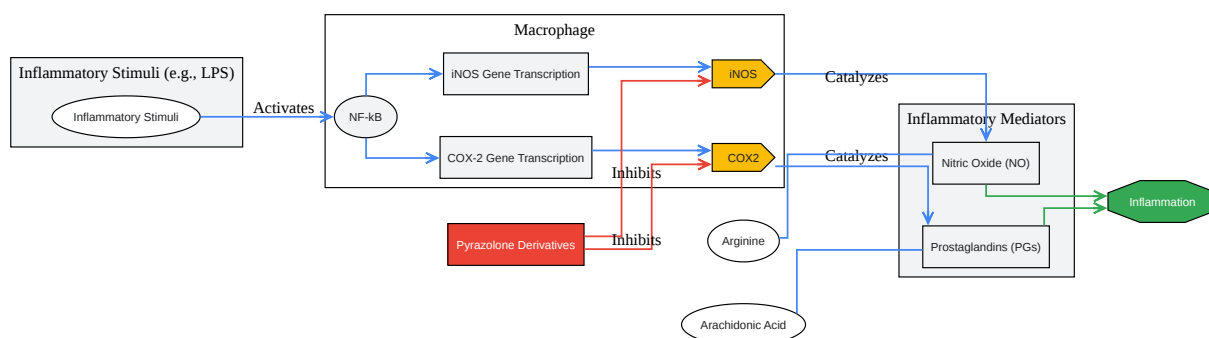 Macrophage
Inflammatory Stimuli (e.g., LPS)
Inflammatory Stimuli
Activates
NF-kB
iNOS Gene Transcription
iNOS
Catalyzes
COX-2 Gene Transcription
COX2
Catalyzes
Inhibits
Inhibits
Pyrazolone Derivatives
Inflammatory Mediators
Nitric Oxide (NO)
Prostaglandins (PGs)
Inflammation
Arginine
Arachidonic Acid